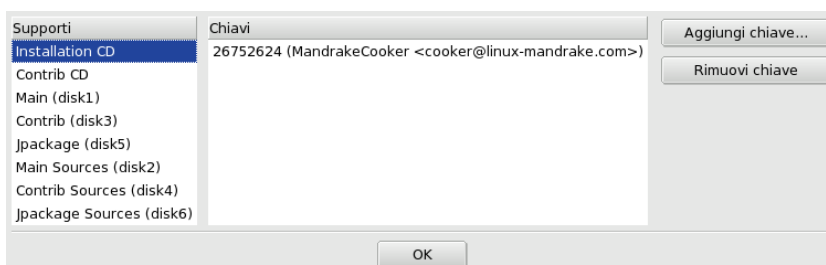 Supporti
Installation CD
Contrib CD
Main (disk1)
Contrib (disk3)
Jpackage (disk5)
Main Sources (disk2)
Contrib Sources (disk4)
Jpackage Sources (disk6)
Chiavi
26752624 (MandrakeCooker <cooker@linux-mandrake.com>)
Aggiungi chiave...
Rimuovi chiave
OK